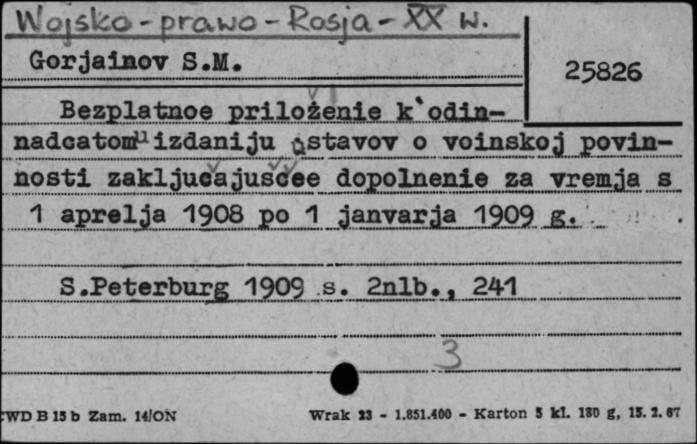 Wojsko - prawo - Rosja - XX w.
Gorjainov S.M.
25826
Bezplatnoe priloženie k`odin-
nadcatomu izdaniju ustavov o voinskoj povin-
nosti zaključajuščee dopolnenie za vremja s
1 aprelja 1908 po 1 janvarja 1909 g.
S.Peterburg 1909 s. 2nlb., 241
3
CWD B 15 b Zam. 14/ON
Wrak 23 - 1.851.400 - Karton 5 kl. 180 g, 15.2.67